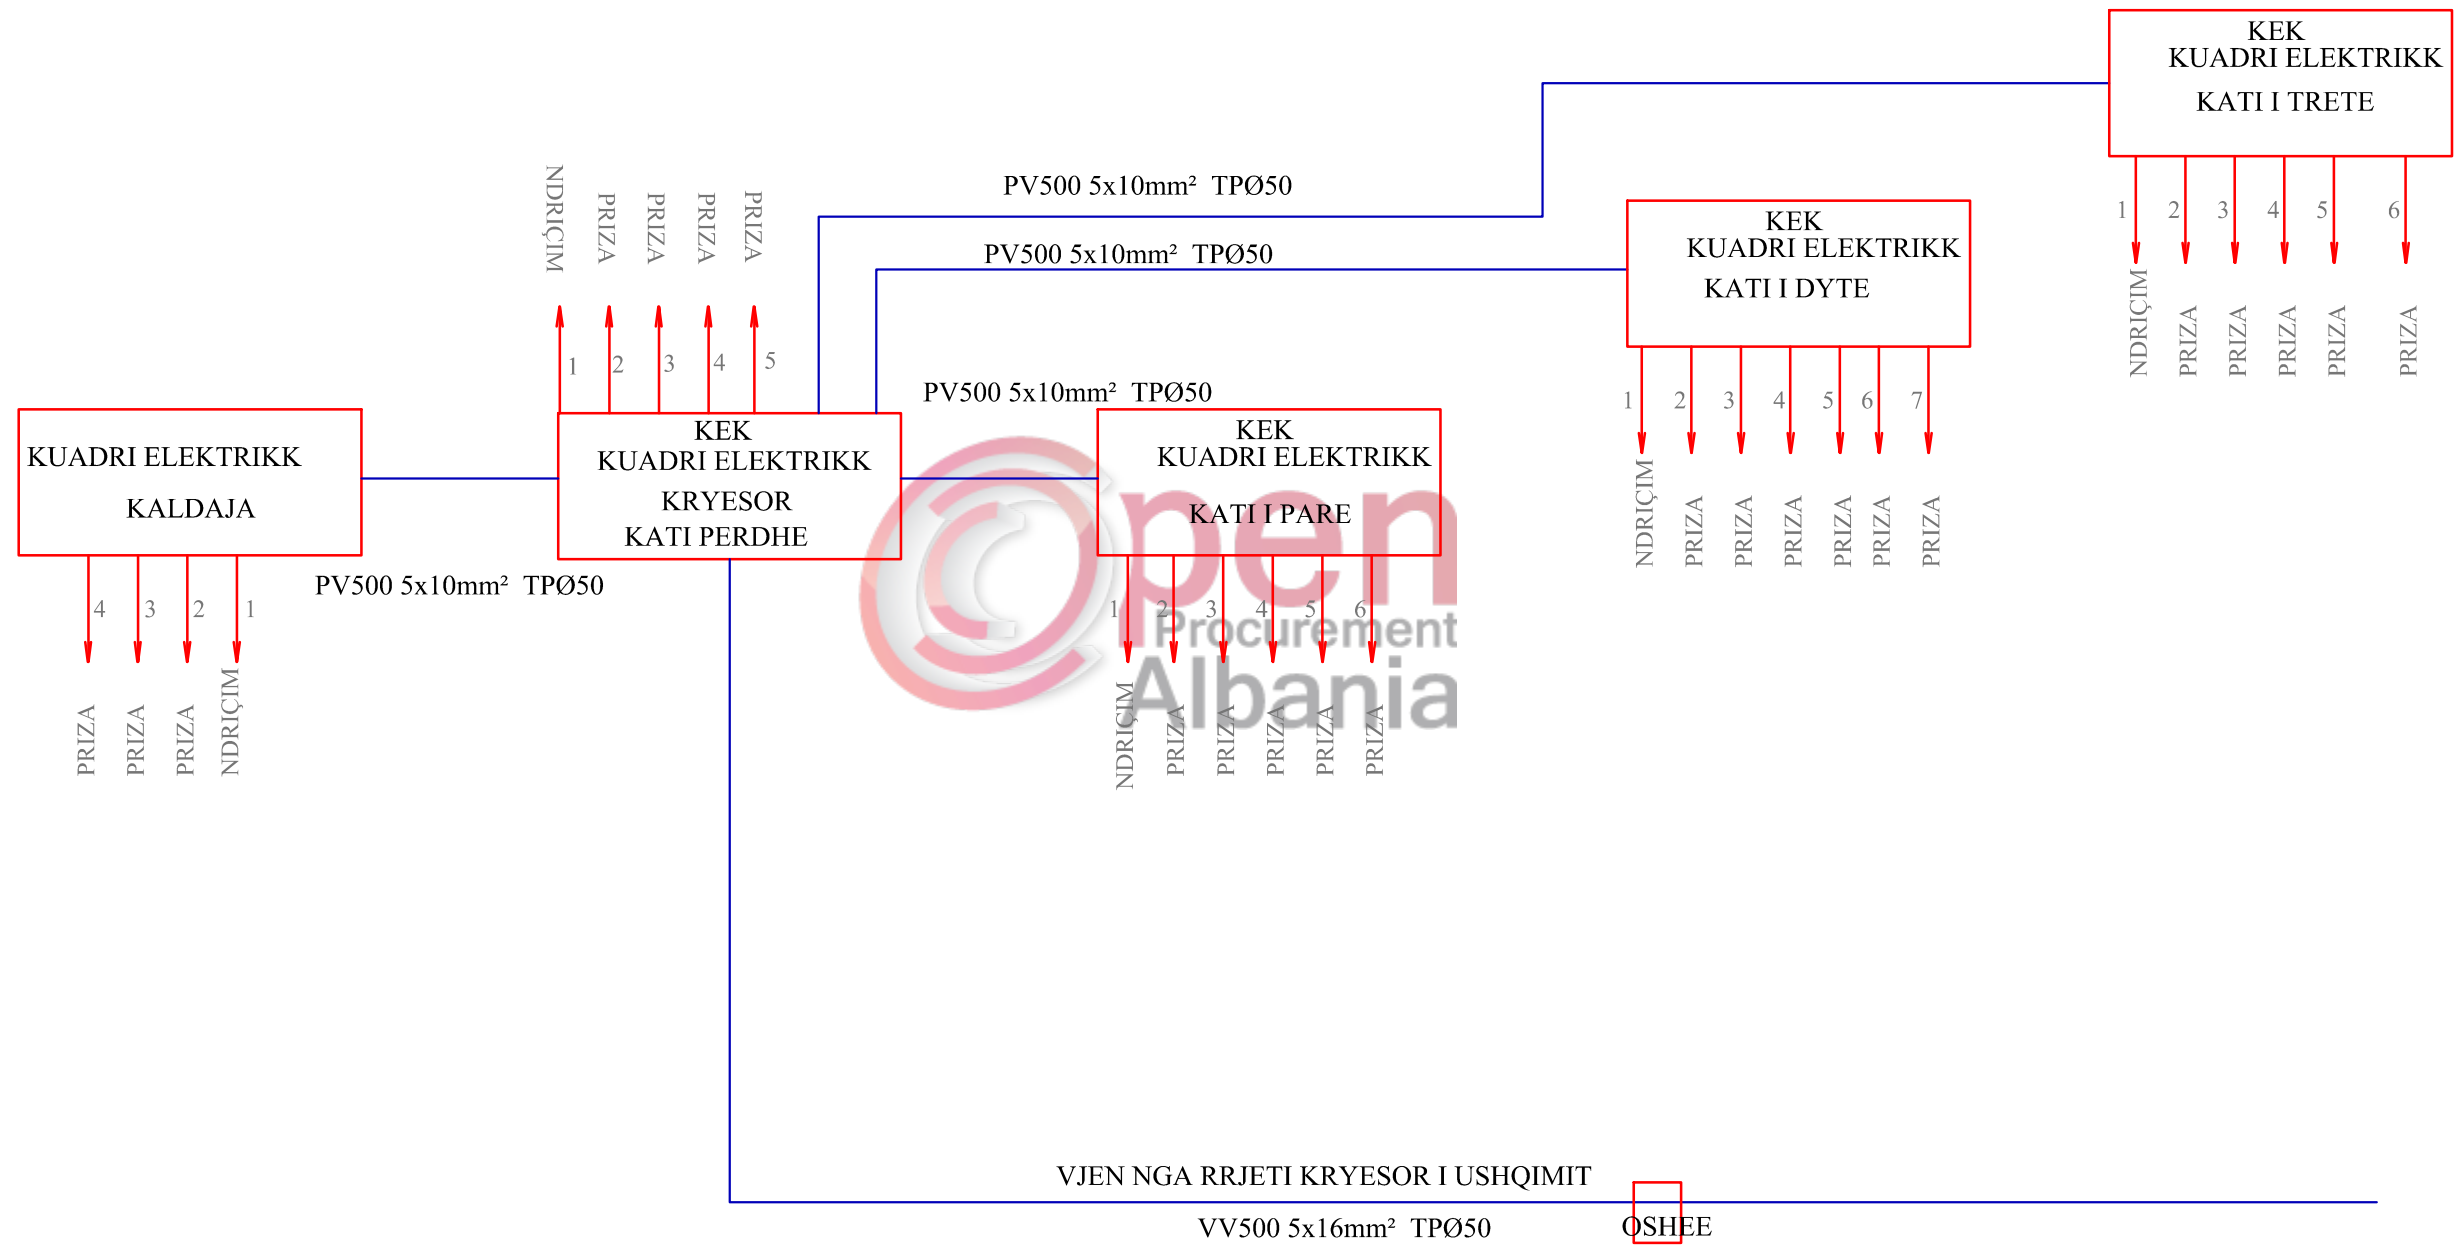 KEK
KUADRI ELEKTRIKK
KATI I TRETE
1
2
3
4
5
6
NDRIÇIM
PRIZA
PRIZA
PRIZA
PRIZA
PRIZA
PV500 5x10mm² TPØ50
KEK
KUADRI ELEKTRIKK
KATI I DYTE
1
2
3
4
5
6
7
NDRIÇIM
PRIZA
PRIZA
PRIZA
PRIZA
PRIZA
PRIZA
PV500 5x10mm² TPØ50
NDRIÇIM
PRIZA
PRIZA
PRIZA
PRIZA
1
2
3
4
5
KEK
KUADRI ELEKTRIKK
KRYESOR
KATI PERDHE
PV500 5x10mm² TPØ50
KEK
KUADRI ELEKTRIKK
KATI I PARE
1
2
3
4
5
6
NDRIÇIM
PRIZA
PRIZA
PRIZA
PRIZA
PRIZA
KUADRI ELEKTRIKK
KALDAJA
PV500 5x10mm² TPØ50
4
3
2
1
PRIZA
PRIZA
PRIZA
NDRIÇIM
Open
Procurement
Albania
VJEN NGA RRJETI KRYESOR I USHQIMIT
VV500 5x16mm² TPØ50
OSHEE